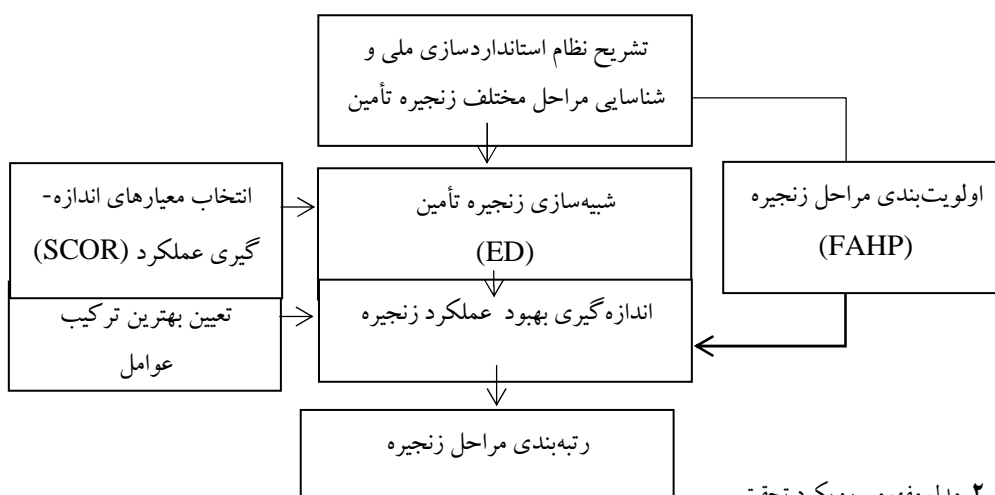 تشریح نظام استانداردسازی ملی و
شناسایی مراحل مختلف زنجیره تأمین
انتخاب معیارهای اندازه-
گیری عملکرد (SCOR)
شبیه‌سازی زنجیره تأمین
(ED)
اولویت‌بندی مراحل زنجیره
(FAHP)
تعیین بهترین ترکیب
عوامل
اندازه‌گیری بهبود عملکرد زنجیره
رتبه‌بندی مراحل زنجیره
۲